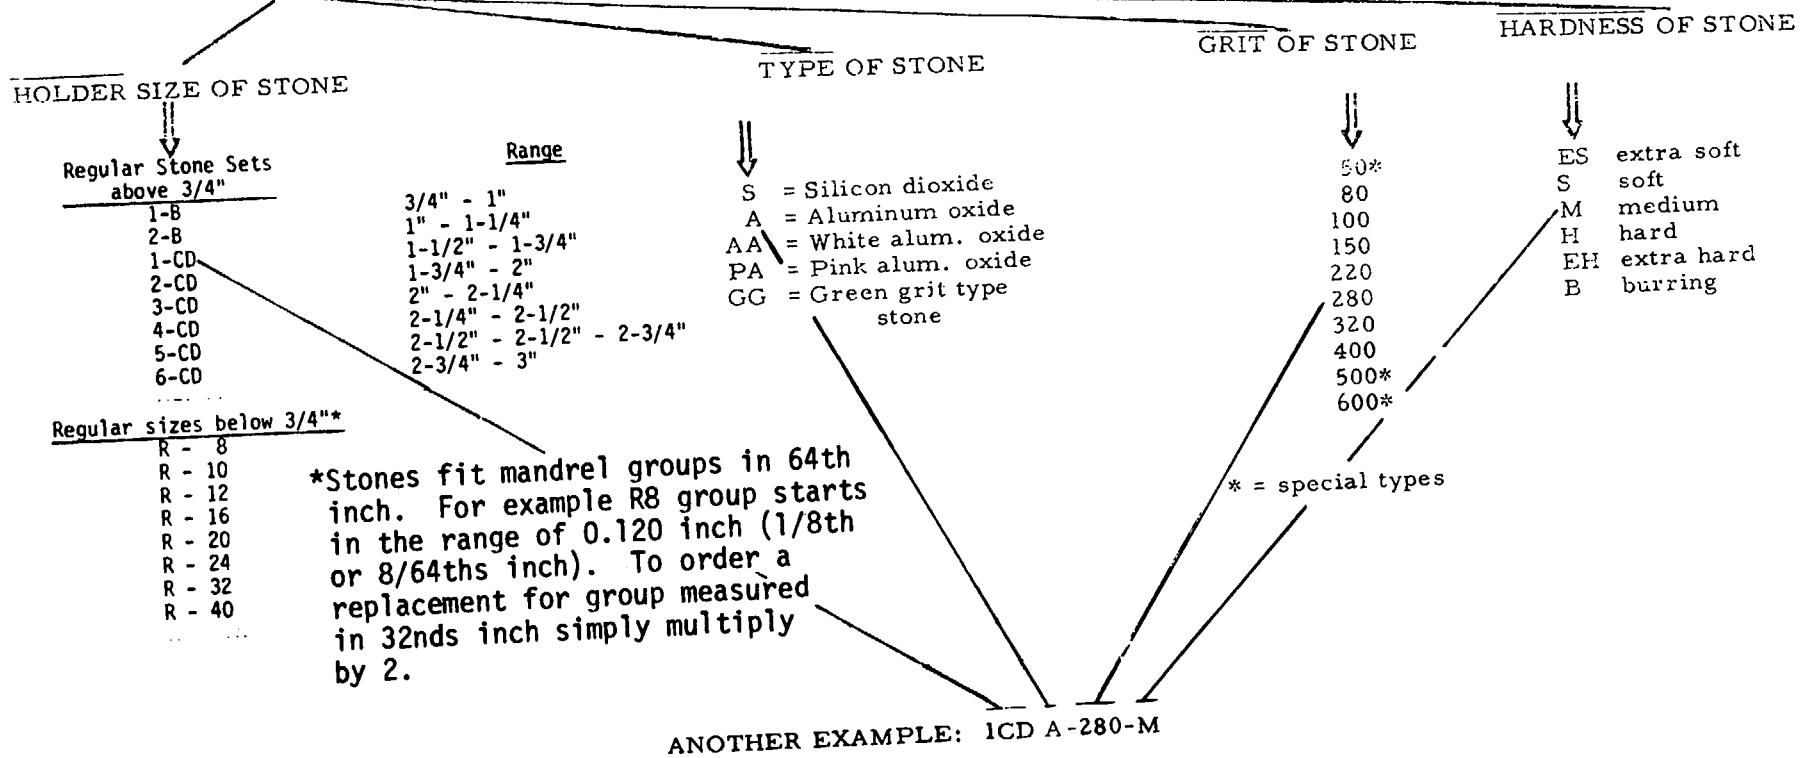 HOLDER SIZE OF STONE
TYPE OF STONE
GRIT OF STONE
HARDNESS OF STONE
Regular Stone Sets
above 3/4"
1-B
2-B
1-CD
2-CD
3-CD
4-CD
5-CD
6-CD
Range
3/4" - 1"
1" - 1-1/4"
1-1/2" - 1-3/4"
1-3/4" - 2"
2" - 2-1/4"
2-1/4" - 2-1/2"
2-1/2" - 2-1/2" - 2-3/4"
2-3/4" - 3"
S = Silicon dioxide
A = Aluminum oxide
AA = White alum. oxide
PA = Pink alum. oxide
GG = Green grit type
stone
80
100
150
220
280
320
400
500*
600*
ES extra soft
S soft
M medium
H hard
EH extra hard
B burring
* = special types
Regular sizes below 3/4"*
R - 8
R - 10
R - 12
R - 16
R - 20
R - 24
R - 32
R - 40
*Stones fit mandrel groups in 64th
inch. For example R8 group starts
in the range of 0.120 inch (1/8th
or 8/64ths inch). To order a
replacement for group measured
in 32nds inch simply multiply
by 2.
ANOTHER EXAMPLE: 1CD A-280-M